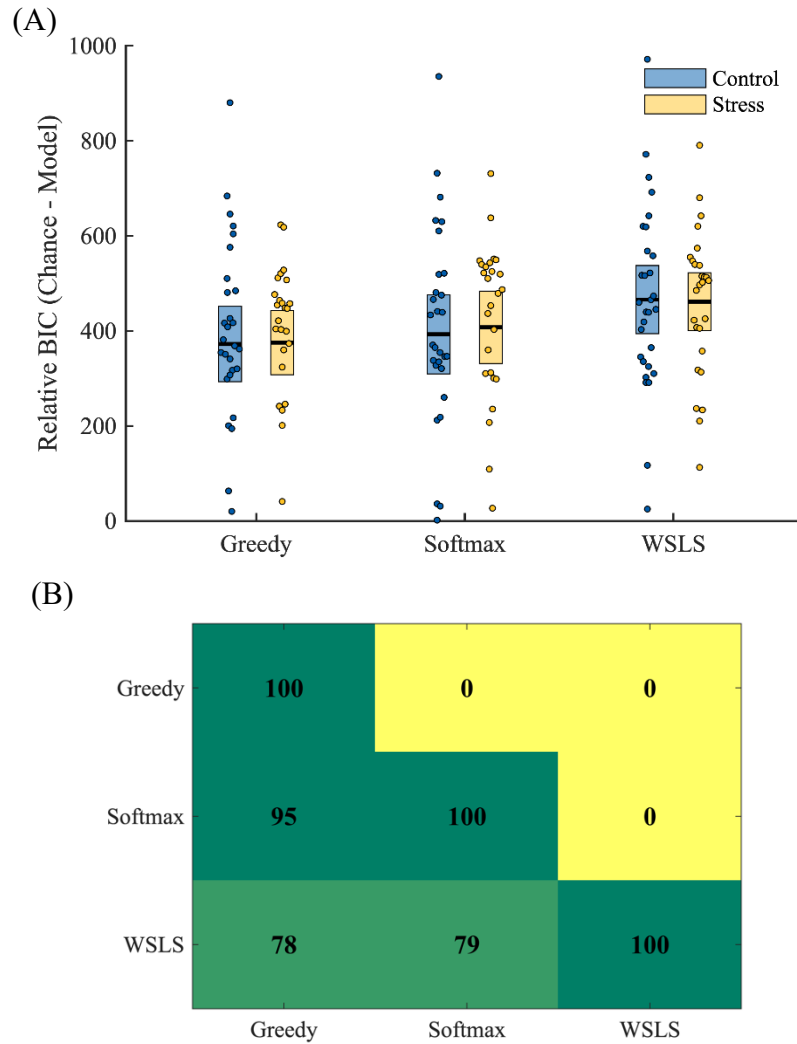 (A)
Relative BIC (Chance - Model)
1000
800
600
400
200
0
Control
Stress
Greedy Softmax WSLS
(B)
Greedy 100 0 0
Softmax 95 100 0
WSLS 78 79 100
Greedy Softmax WSLS